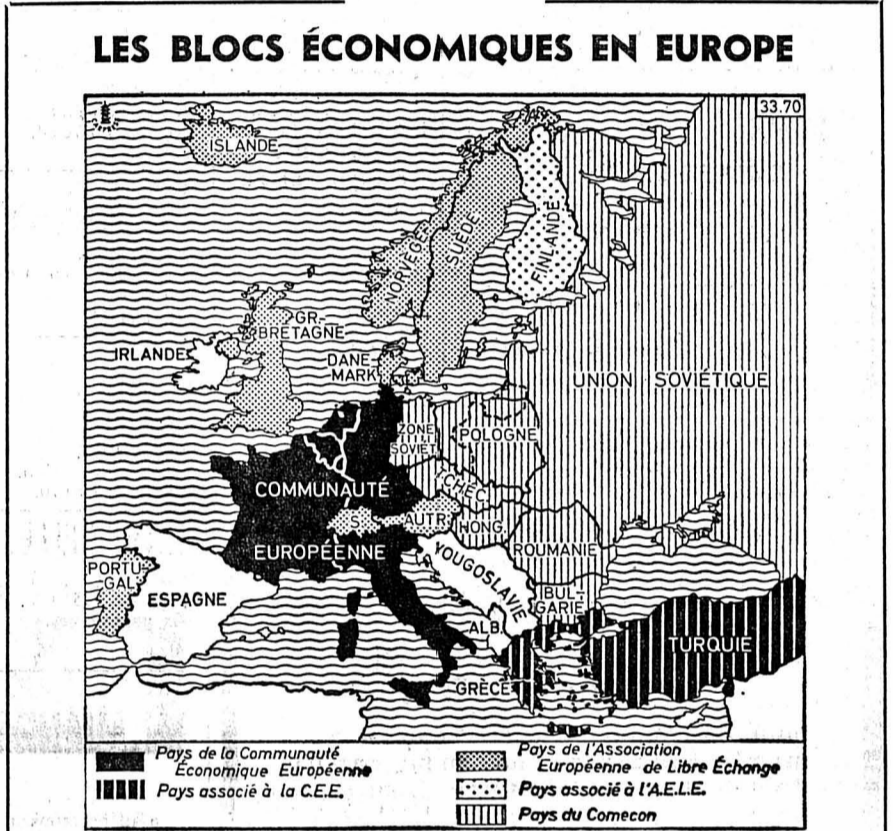 LES BLOCS ÉCONOMIQUES EN EUROPE
33.70
ISLANDE
NORVÈGE
SUÈDE
FINLANDE
GR-
BRETAGNE
IRLANDE
DANE-
MARK
UNION SOVIÉTIQUE
ZONE
SOVIÉT.
POLOGNE
COMMUNAUTÉ
TCHÉC.
S.
AUTR.
HONG.
EUROPÉENNE
ROUMANIE
YOUGOSLAVIE
PORTU-
GAL
ESPAGNE
BUL-
GARIE
ALB.
TURQUIE
GRÈCE
Pays de la Communauté
Économique Européenne
Pays associé à la C.E.E.
Pays de l'Association
Européenne de Libre Échange
Pays associé à l'A.E.L.E.
Pays du Comecon